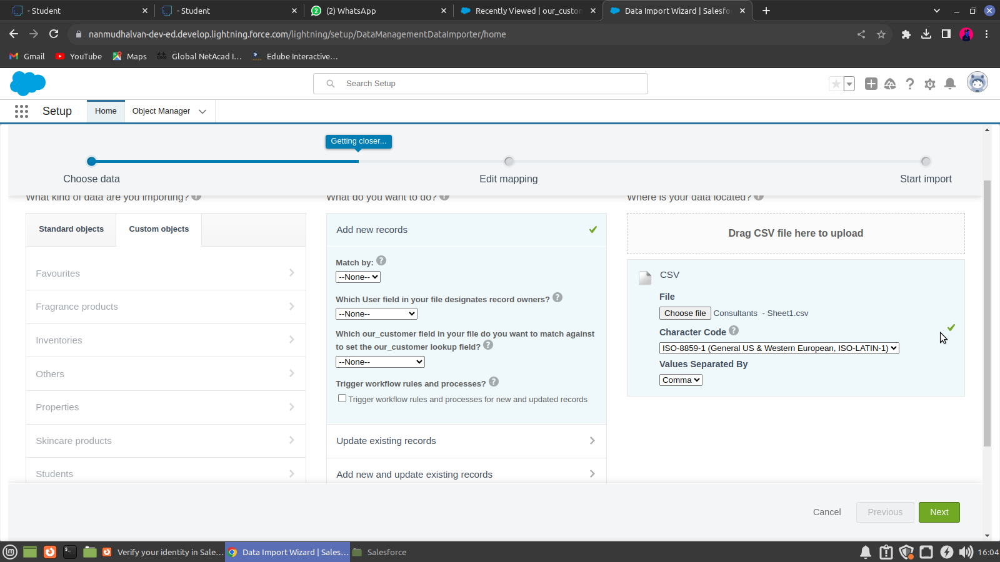 - Student
- Student
(2) WhatsApp
Recently Viewed | our_custon
Data Import Wizard | Salesfo
nanmudhalvan-dev-ed.develop.lightning.force.com/lightning/setup/DataManagementDataImporter/home
Gmail
YouTube
Maps
Global NetAcad I...
Edube Interactive...
Search Setup
Setup
Home
Object Manager
Getting closer...
Choose data
Edit mapping
Start import
What kind of data are you importing?
What do you want to do?
Where is your data located?
Standard objects
Custom objects
Favourites
Fragrance products
Inventories
Others
Properties
Skincare products
Students
Add new records
Match by:
--None--
Which User field in your file designates record owners?
--None--
Which our_customer field in your file do you want to match against
to set the our_customer lookup field?
--None--
Trigger workflow rules and processes?
Trigger workflow rules and processes for new and updated records
Update existing records
Add new and update existing records
Drag CSV file here to upload
CSV
File
Choose file Consultants - Sheet1.csv
Character Code
ISO-8859-1 (General US & Western European, ISO-LATIN-1)
Values Separated By
Comma
Cancel
Previous
Next
Verify your identity in Sale...
Data Import Wizard | Sales...
Salesforce
16:04